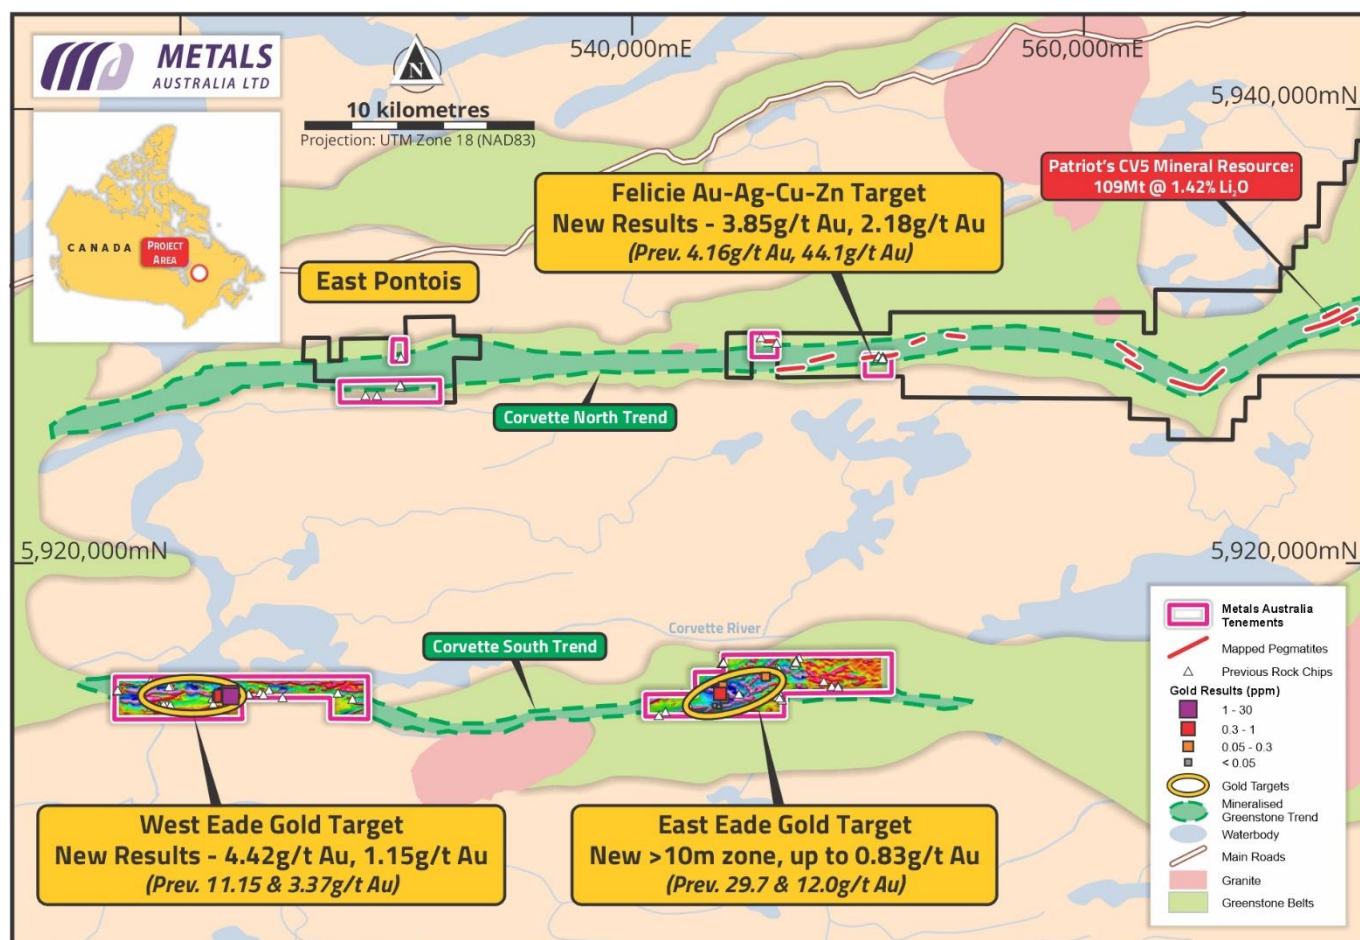 METALS
AUSTRALIA LTD
N
10 kilometres
Projection: UTM Zone 18 (NAD83)
540,000mE
560,000mE
5,940,000mN
CANADA
PROJECT
AREA
Patriot's CV5 Mineral Resource:
109Mt @ 1.42% Li₂O
Felicie Au-Ag-Cu-Zn Target
New Results - 3.85g/t Au, 2.18g/t Au
(Prev. 4.16g/t Au, 44.1g/t Au)
East Pontois
Corvette North Trend
5,920,000mN
5,920,000mN
Corvette River
Corvette South Trend
West Eade Gold Target
New Results - 4.42g/t Au, 1.15g/t Au
(Prev. 11.15 & 3.37g/t Au)
East Eade Gold Target
New >10m zone, up to 0.83g/t Au
(Prev. 29.7 & 12.0g/t Au)
Metals Australia
Tenements
Mapped Pegmatites
Previous Rock Chips
Gold Results (ppm)
1 - 30
0.3 - 1
0.05 - 0.3
< 0.05
Gold Targets
Mineralised
Greenstone Trend
Waterbody
Main Roads
Granite
Greenstone Belts